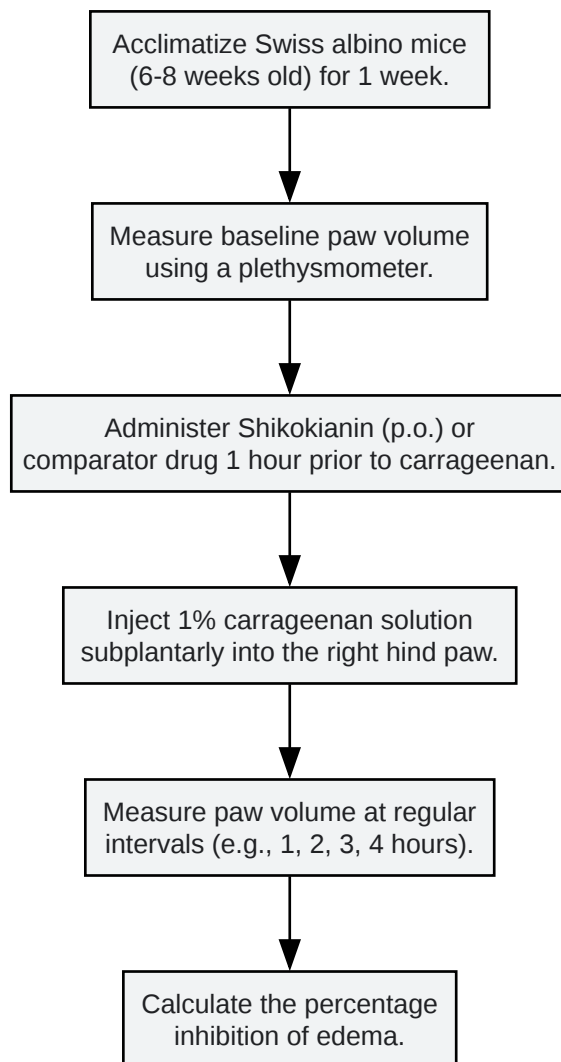 Acclimatize Swiss albino mice
(6-8 weeks old) for 1 week.
Measure baseline paw volume
using a plethysmometer.
Administer Shikokianin (p.o.) or
comparator drug 1 hour prior to carrageenan.
Inject 1% carrageenan solution
subplantarly into the right hind paw.
Measure paw volume at regular
intervals (e.g., 1, 2, 3, 4 hours).
Calculate the percentage
inhibition of edema.